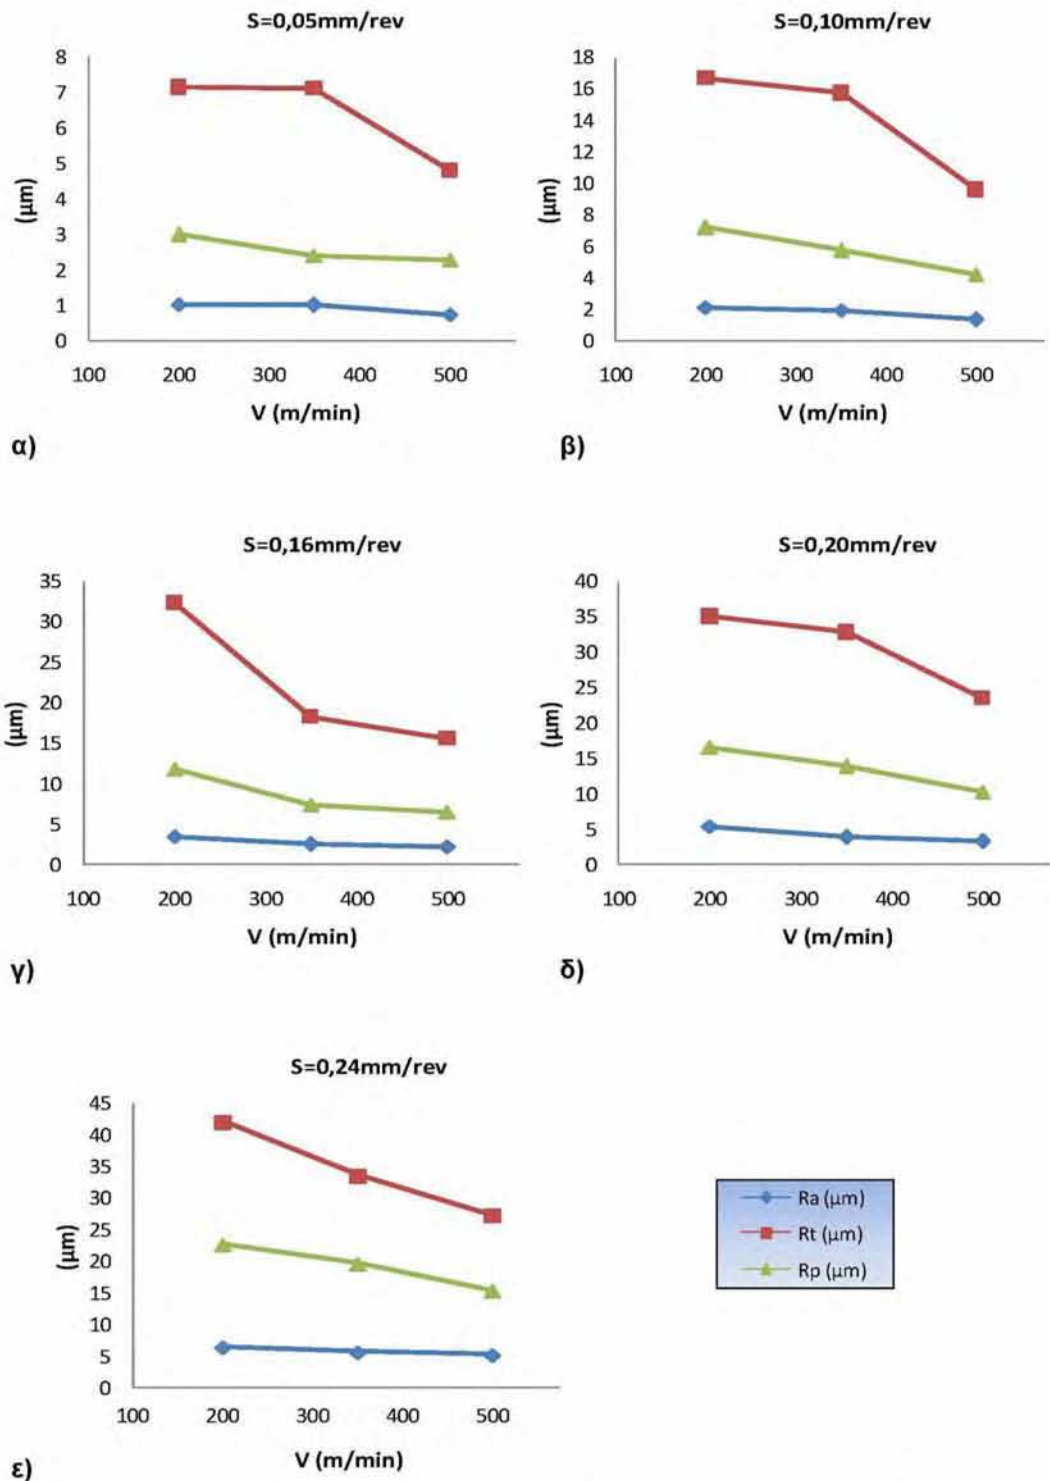 S=0,05mm/rev
8
7
6
5
4
3
2
1
0
(μm)
100 200 300 400 500
V (m/min)
α)
S=0,10mm/rev
18
16
14
12
10
8
6
4
2
0
(μm)
100 200 300 400 500
V (m/min)
β)
S=0,16mm/rev
35
30
25
20
15
10
5
0
(μm)
100 200 300 400 500
V (m/min)
γ)
S=0,20mm/rev
40
35
30
25
20
15
10
5
0
(μm)
100 200 300 400 500
V (m/min)
δ)
S=0,24mm/rev
45
40
35
30
25
20
15
10
5
0
(μm)
100 200 300 400 500
V (m/min)
ε)
Ra (μm)
Rt (μm)
Rp (μm)